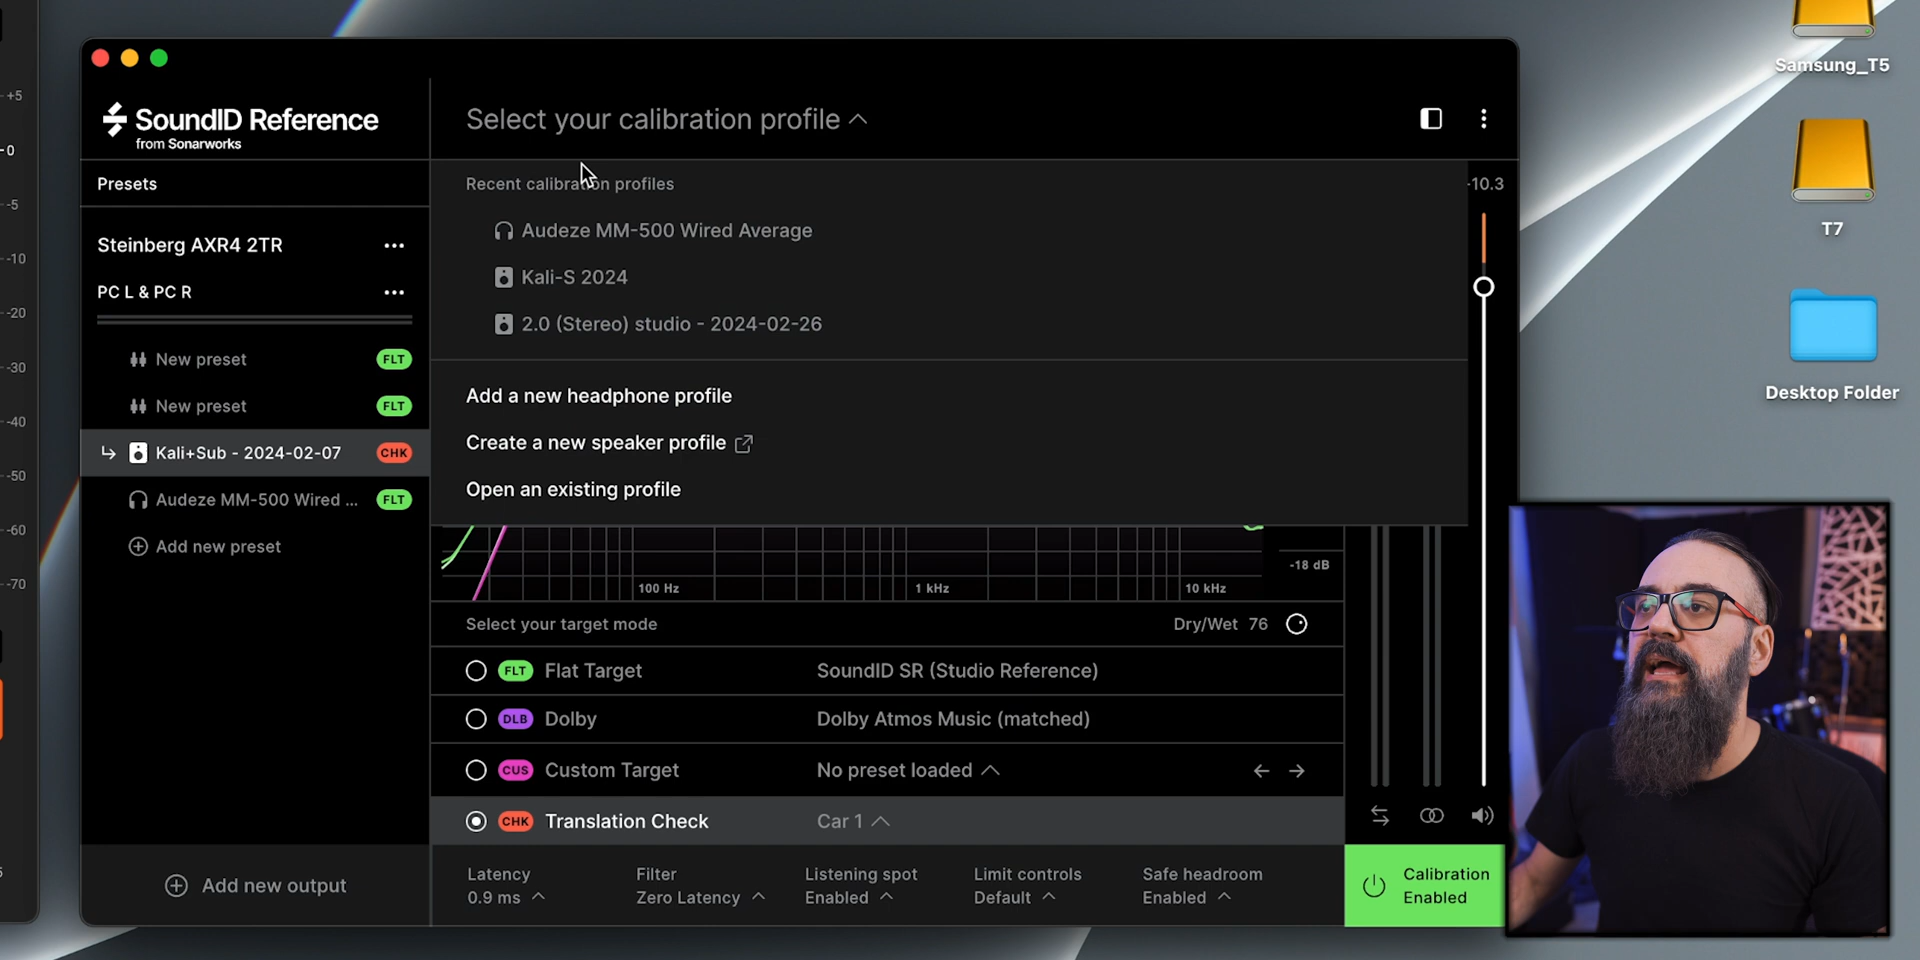 +5
0
-5
-10
-20
-30
-40
-50
-60
-70
SoundID Reference
from Sonarworks
Presets
Steinberg AXR4 2TR
PC L & PC R
New preset FLT
New preset FLT
Kali+Sub - 2024-02-07 CHK
Audeze MM-500 Wired ... FLT
Add new preset
Add new output
Select your calibration profile
Recent calibration profiles
Audeze MM-500 Wired Average
Kali-S 2024
2.0 (Stereo) studio - 2024-02-26
Add a new headphone profile
Create a new speaker profile
Open an existing profile
-10.3
-18 dB
100 Hz 1 kHz 10 kHz
Select your target mode Dry/Wet 76
FLT Flat Target SoundID SR (Studio Reference)
DLB Dolby Dolby Atmos Music (matched)
CUS Custom Target No preset loaded
CHK Translation Check Car 1
Latency Filter Listening spot Limit controls Safe headroom
0.9 ms Zero Latency Enabled Default Enabled
Calibration
Enabled
Samsung_T5
T7
Desktop Folder